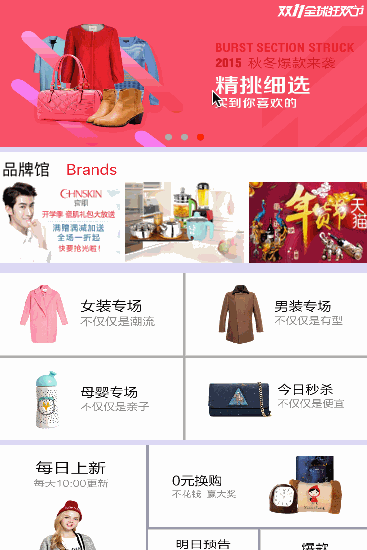 双11全球狂欢节
BURST SECTION STRUCK
2015 秋冬爆款来袭
精挑细选
买到你喜欢的
品牌馆 Brands
CHNSKIN
开学季 很肌礼包大放送
满赠满减加送
全场一折起
快要抢光啦!
年货节
天猫
女装专场
不仅仅是潮流
男装专场
不仅仅是有型
母婴专场
不仅仅是亲子
今日秒杀
不仅仅是便宜
每日上新
每天10:00更新
0元换购
不花钱 赢大奖
明日预告
爆款